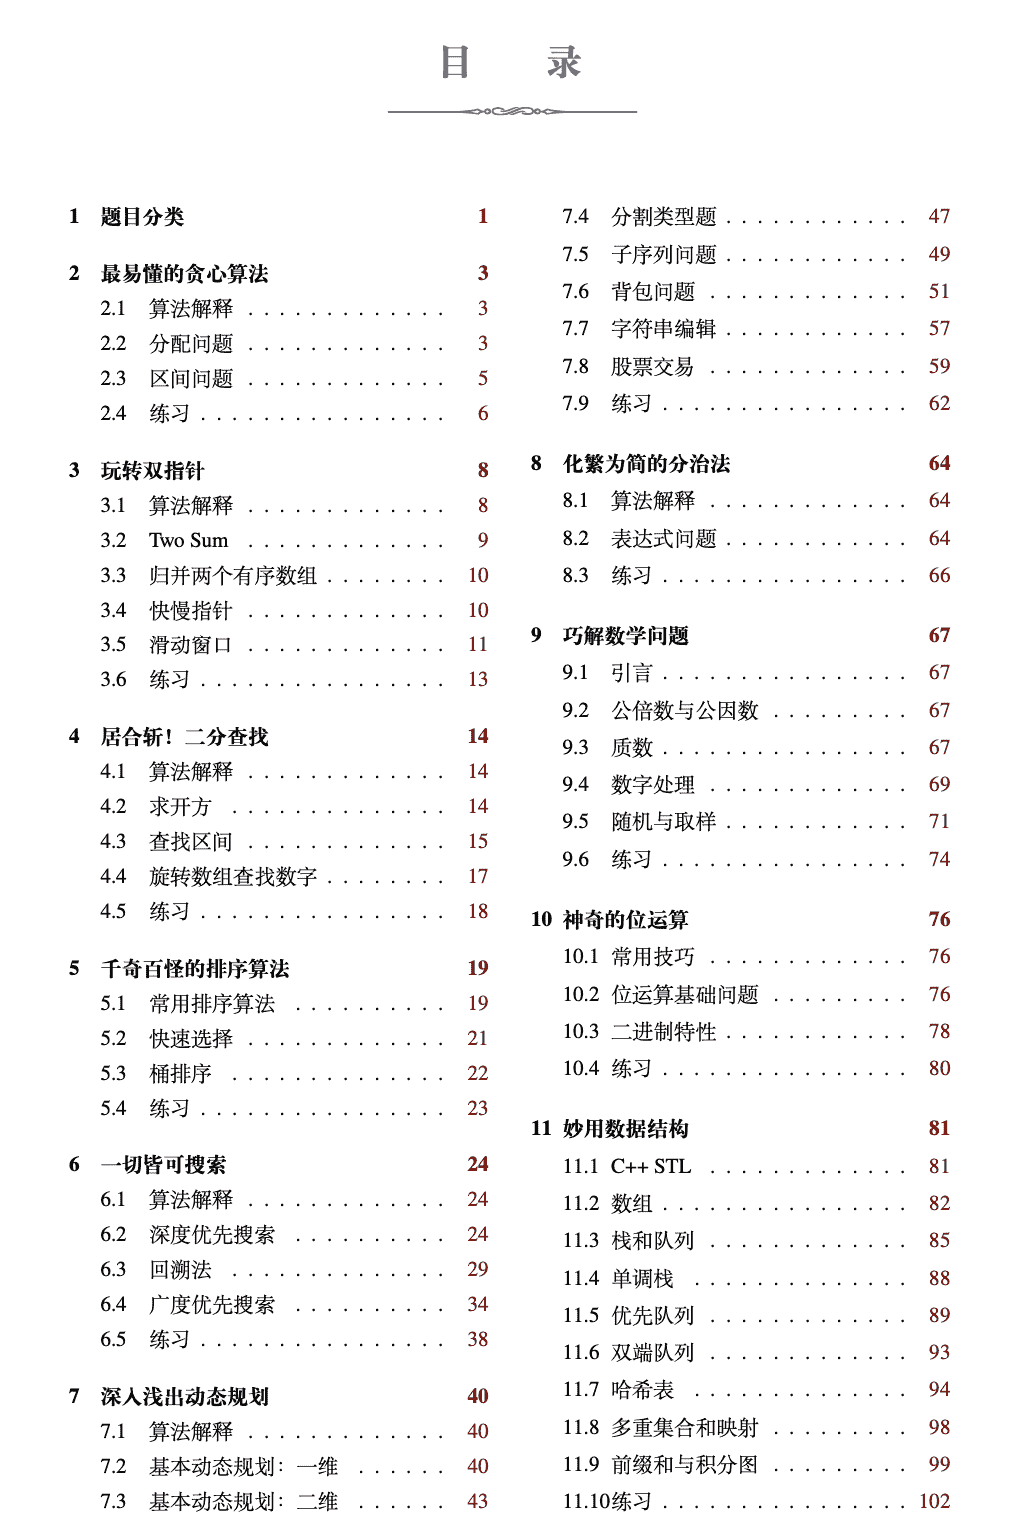 目 录
1 题目分类 1
2 最易懂的贪心算法 3
2.1 算法解释 . . . . . . . . . . . . . 3
2.2 分配问题 . . . . . . . . . . . . . 3
2.3 区间问题 . . . . . . . . . . . . . 5
2.4 练习 . . . . . . . . . . . . . . . . 6
3 玩转双指针 8
3.1 算法解释 . . . . . . . . . . . . . 8
3.2 Two Sum . . . . . . . . . . . . . 9
3.3 归并两个有序数组 . . . . . . . . 10
3.4 快慢指针 . . . . . . . . . . . . . 10
3.5 滑动窗口 . . . . . . . . . . . . . 11
3.6 练习 . . . . . . . . . . . . . . . . 13
4 居合斩！二分查找 14
4.1 算法解释 . . . . . . . . . . . . . 14
4.2 求开方 . . . . . . . . . . . . . . 14
4.3 查找区间 . . . . . . . . . . . . . 15
4.4 旋转数组查找数字 . . . . . . . . 17
4.5 练习 . . . . . . . . . . . . . . . . 18
5 千奇百怪的排序算法 19
5.1 常用排序算法 . . . . . . . . . . 19
5.2 快速选择 . . . . . . . . . . . . . 21
5.3 桶排序 . . . . . . . . . . . . . . 22
5.4 练习 . . . . . . . . . . . . . . . . 23
6 一切皆可搜索 24
6.1 算法解释 . . . . . . . . . . . . . 24
6.2 深度优先搜索 . . . . . . . . . . 24
6.3 回溯法 . . . . . . . . . . . . . . 29
6.4 广度优先搜索 . . . . . . . . . . 34
6.5 练习 . . . . . . . . . . . . . . . . 38
7 深入浅出动态规划 40
7.1 算法解释 . . . . . . . . . . . . . 40
7.2 基本动态规划：一维 . . . . . . 40
7.3 基本动态规划：二维 . . . . . . 43
7.4 分割类型题 . . . . . . . . . . . . 47
7.5 子序列问题 . . . . . . . . . . . . 49
7.6 背包问题 . . . . . . . . . . . . . 51
7.7 字符串编辑 . . . . . . . . . . . . 57
7.8 股票交易 . . . . . . . . . . . . . 59
7.9 练习 . . . . . . . . . . . . . . . . 62
8 化繁为简的分治法 64
8.1 算法解释 . . . . . . . . . . . . . 64
8.2 表达式问题 . . . . . . . . . . . . 64
8.3 练习 . . . . . . . . . . . . . . . . 66
9 巧解数学问题 67
9.1 引言 . . . . . . . . . . . . . . . . 67
9.2 公倍数与公因数 . . . . . . . . . 67
9.3 质数 . . . . . . . . . . . . . . . . 67
9.4 数字处理 . . . . . . . . . . . . . 69
9.5 随机与取样 . . . . . . . . . . . . 71
9.6 练习 . . . . . . . . . . . . . . . . 74
10 神奇的位运算 76
10.1 常用技巧 . . . . . . . . . . . . . 76
10.2 位运算基础问题 . . . . . . . . . 76
10.3 二进制特性 . . . . . . . . . . . . 78
10.4 练习 . . . . . . . . . . . . . . . . 80
11 妙用数据结构 81
11.1 C++ STL . . . . . . . . . . . . . 81
11.2 数组 . . . . . . . . . . . . . . . . 82
11.3 栈和队列 . . . . . . . . . . . . . 85
11.4 单调栈 . . . . . . . . . . . . . . 88
11.5 优先队列 . . . . . . . . . . . . . 89
11.6 双端队列 . . . . . . . . . . . . . 93
11.7 哈希表 . . . . . . . . . . . . . . 94
11.8 多重集合和映射 . . . . . . . . . 98
11.9 前缀和与积分图 . . . . . . . . . 99
11.10练习 . . . . . . . . . . . . . . . . 102